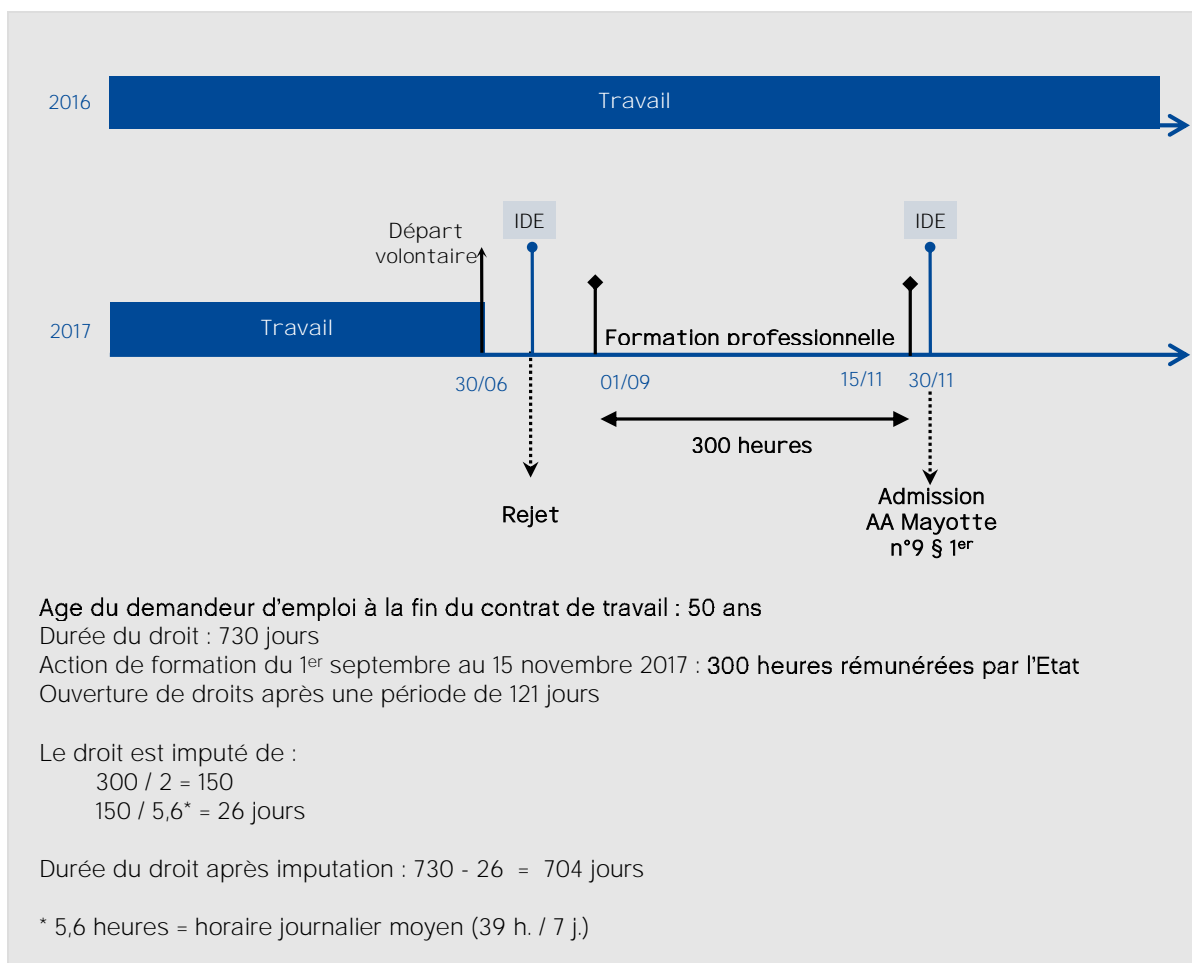 2016
Travail
Départ
volontaire
IDE
IDE
2017
Travail
Formation professionnelle
30/06
01/09
15/11
30/11
300 heures
Rejet
Admission
AA Mayotte
n°9 § 1er
Age du demandeur d'emploi à la fin du contrat de travail : 50 ans
Durée du droit : 730 jours
Action de formation du 1er septembre au 15 novembre 2017 : 300 heures rémunérées par l'Etat
Ouverture de droits après une période de 121 jours
Le droit est imputé de :
300 / 2 = 150
150 / 5,6* = 26 jours
Durée du droit après imputation : 730 - 26 = 704 jours
* 5,6 heures = horaire journalier moyen (39 h. / 7 j.)